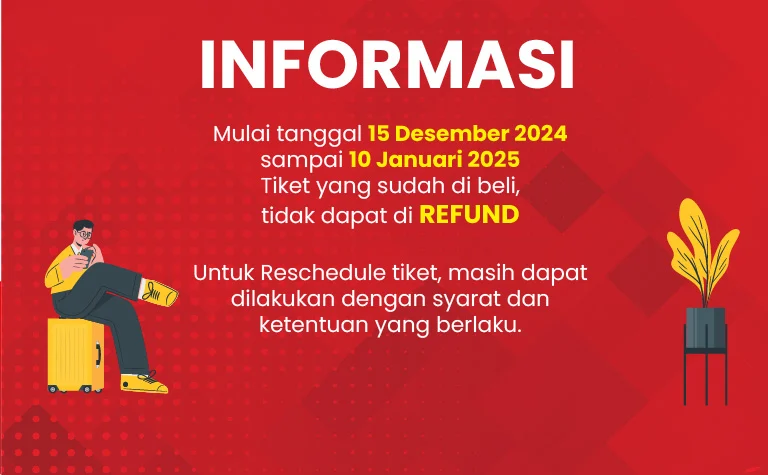 INFORMASI
Mulai tanggal 15 Desember 2024
sampai 10 Januari 2025
Tiket yang sudah di beli,
tidak dapat di REFUND
Untuk Reschedule tiket, masih dapat
dilakukan dengan syarat dan
ketentuan yang berlaku.